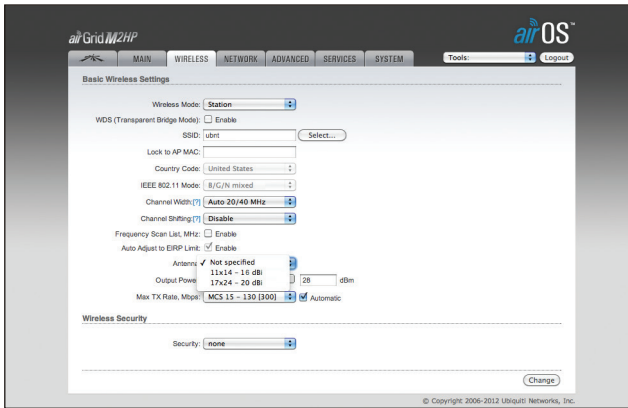 airGrid M2HP
airOS™
MAIN WIRELESS NETWORK ADVANCED SERVICES SYSTEM Tools: Logout
Basic Wireless Settings
Wireless Mode: Station
WDS (Transparent Bridge Mode): Enable
SSID: ubnt Select...
Lock to AP MAC:
Country Code: United States
IEEE 802.11 Mode: B/G/N mixed
Channel Width:[?] Auto 20/40 MHz
Channel Shifting:[?] Disable
Frequency Scan List, MHz: Enable
Auto Adjust to EIRP Limit: Enable
Antenna ✓ Not specified
11x14 - 16 dBi
Output Power 28 dBm
17x24 - 20 dBi
Max TX Rate, Mbps: MCS 15 - 130 [300] Automatic
Wireless Security
Security: none
Change
© Copyright 2006-2012 Ubiquiti Networks, Inc.